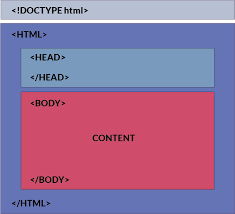 <!DOCTYPE html>
<HTML>
<HEAD>
</HEAD>
<BODY>
CONTENT
</BODY>
</HTML>